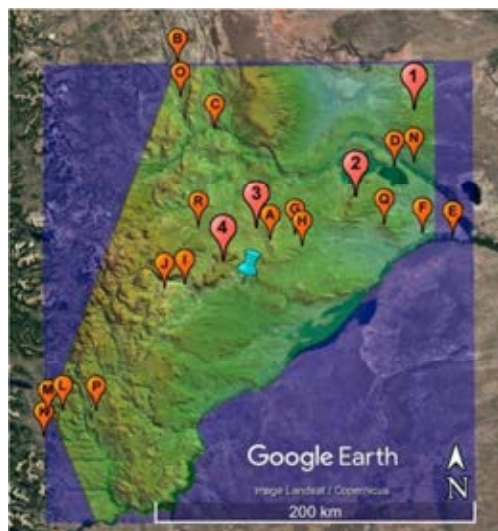 B
O
1
C
D
N
2
R
3
A
G
H
Q
F
E
4
J
I
M
L
P
Google Earth
Image Landsat / Copernicus
N
200 km